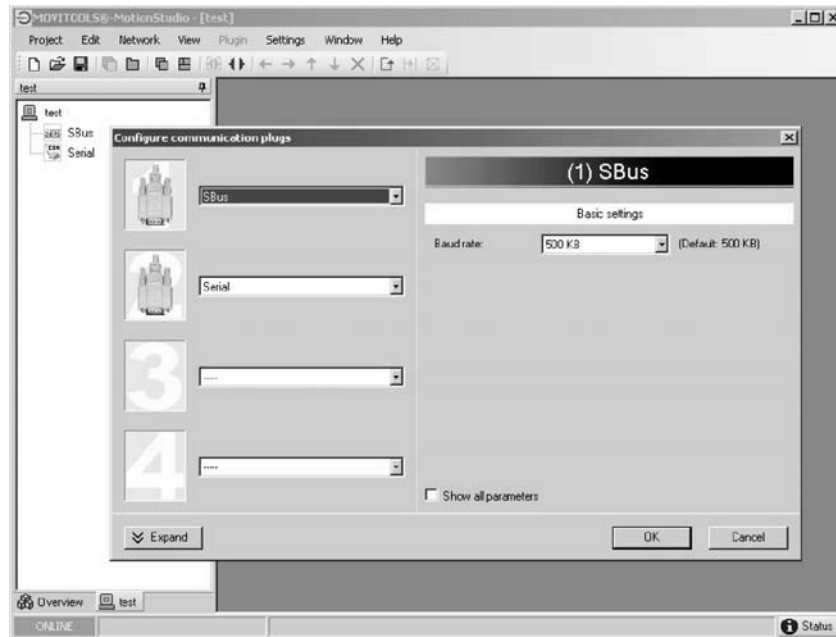 MOVITOOLS®-MotionStudio - [test]
Project Edit Network View Plugin Settings Window Help
test
test
SBus
Serial
Configure communication plugs
SBus
Serial
3
----
4
----
(1) SBus
Basic settings
Baud rate: 500 KB (Default: 500 KB)
Show all parameters
Expand OK Cancel
Overview test
ONLINE Status